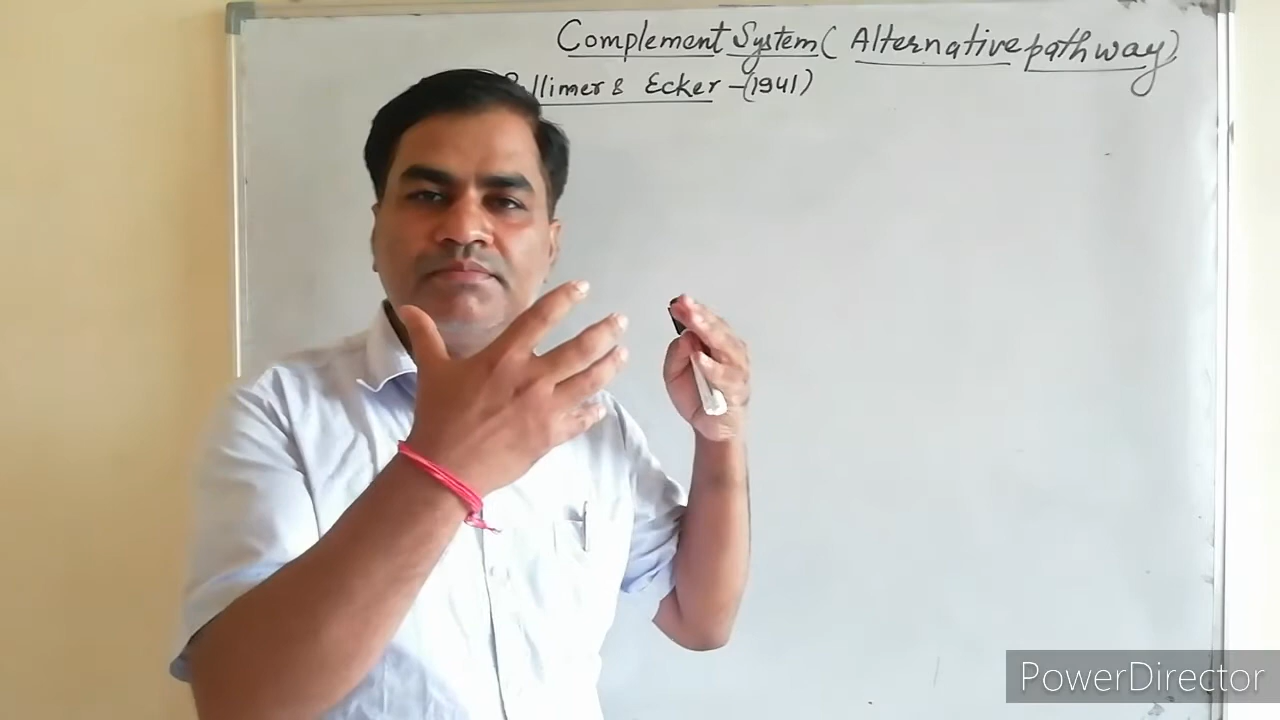 Complement System ( Alternative pathway)
& Ecker - (1941)
PowerDirector